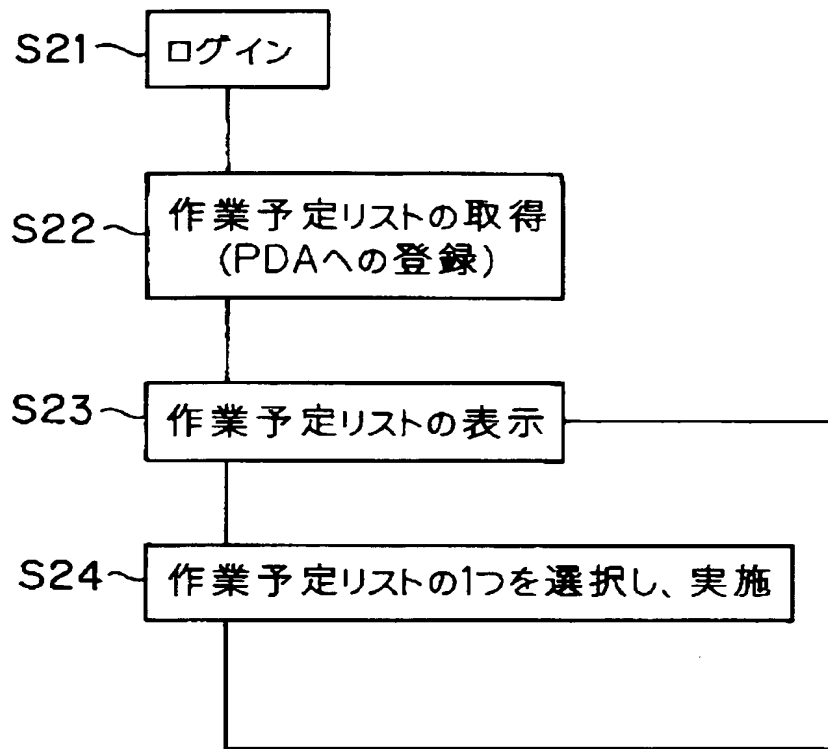 S21 ログイン
S22 作業予定リストの取得
(PDAへの登録)
S23 作業予定リストの表示
S24 作業予定リストの1つを選択し、実施